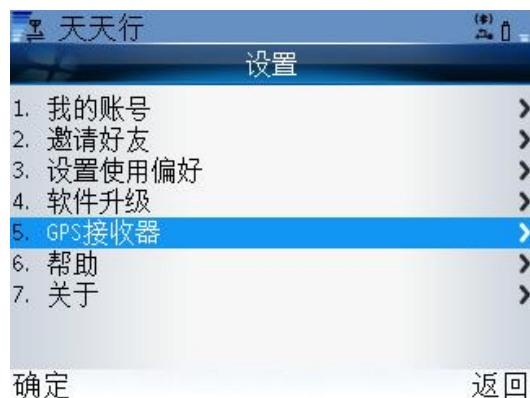 天天行
设置
1. 我的账号
2. 邀请好友
3. 设置使用偏好
4. 软件升级
5. GPS接收器
6. 帮助
7. 关于
确定 返回